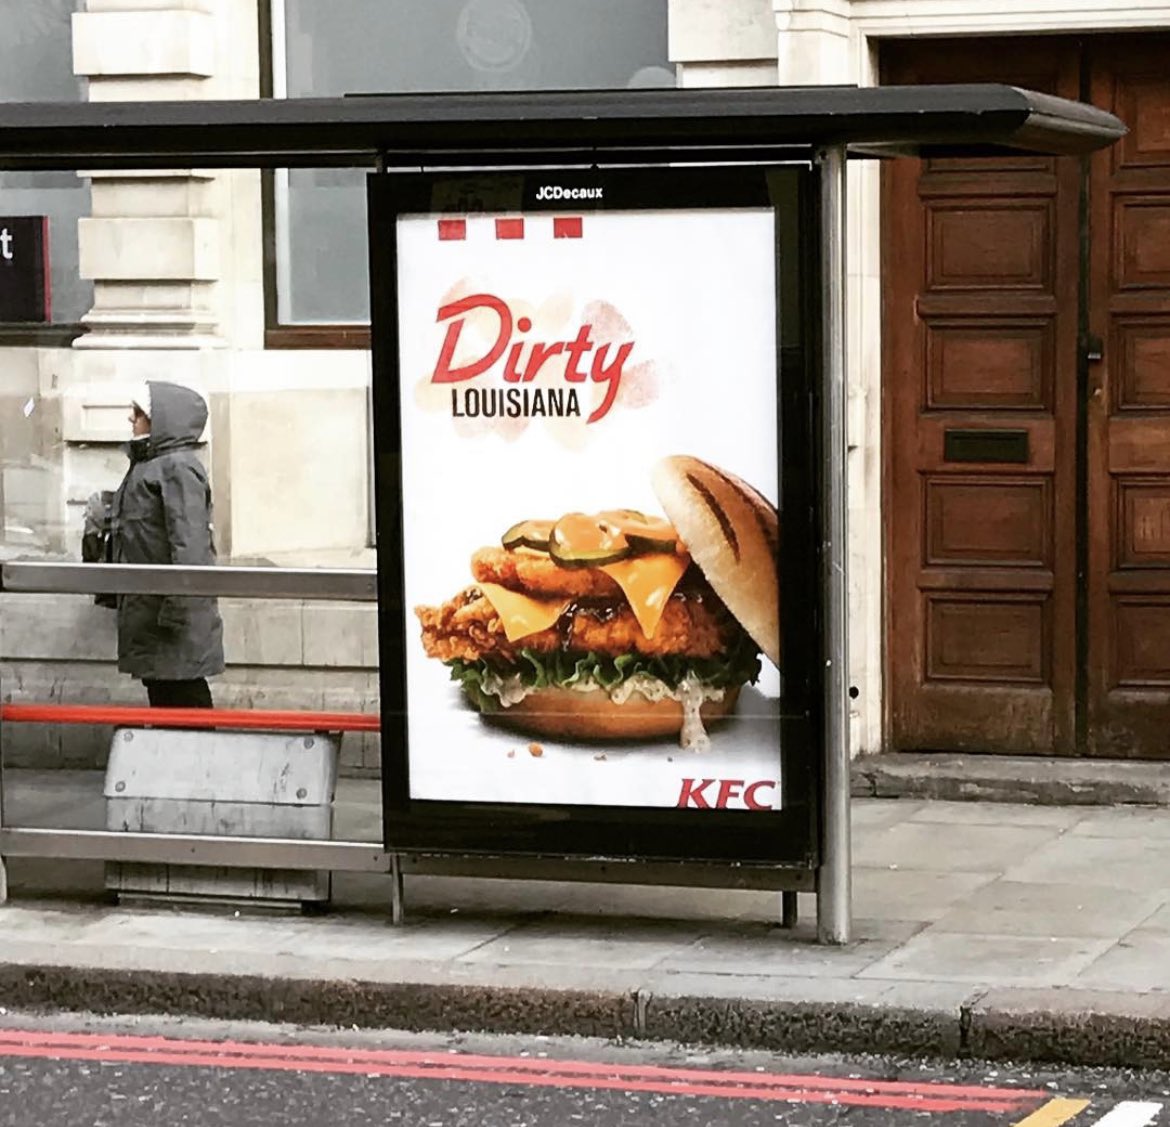 JCDecaux
t
Dirty
LOUISIANA
KFC